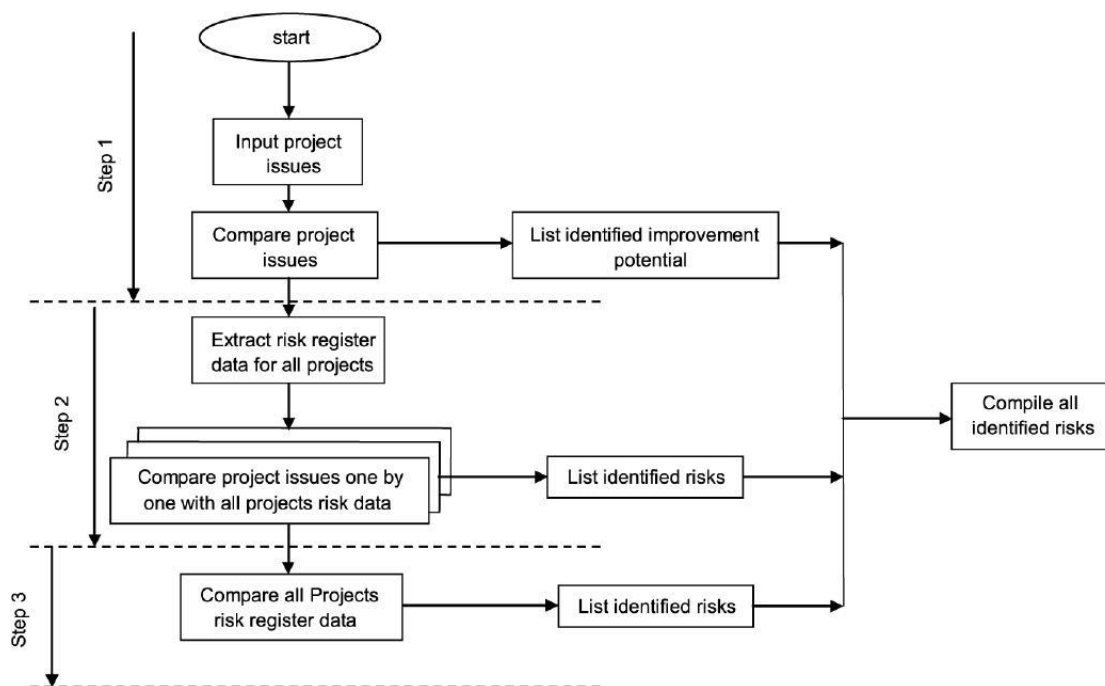 start
Step 1
Input project
issues
Compare project
issues
List identified improvement
potential
Step 2
Extract risk register
data for all projects
Compile all
identified risks
Compare project issues one by
one with all projects risk data
List identified risks
Step 3
Compare all Projects
risk register data
List identified risks